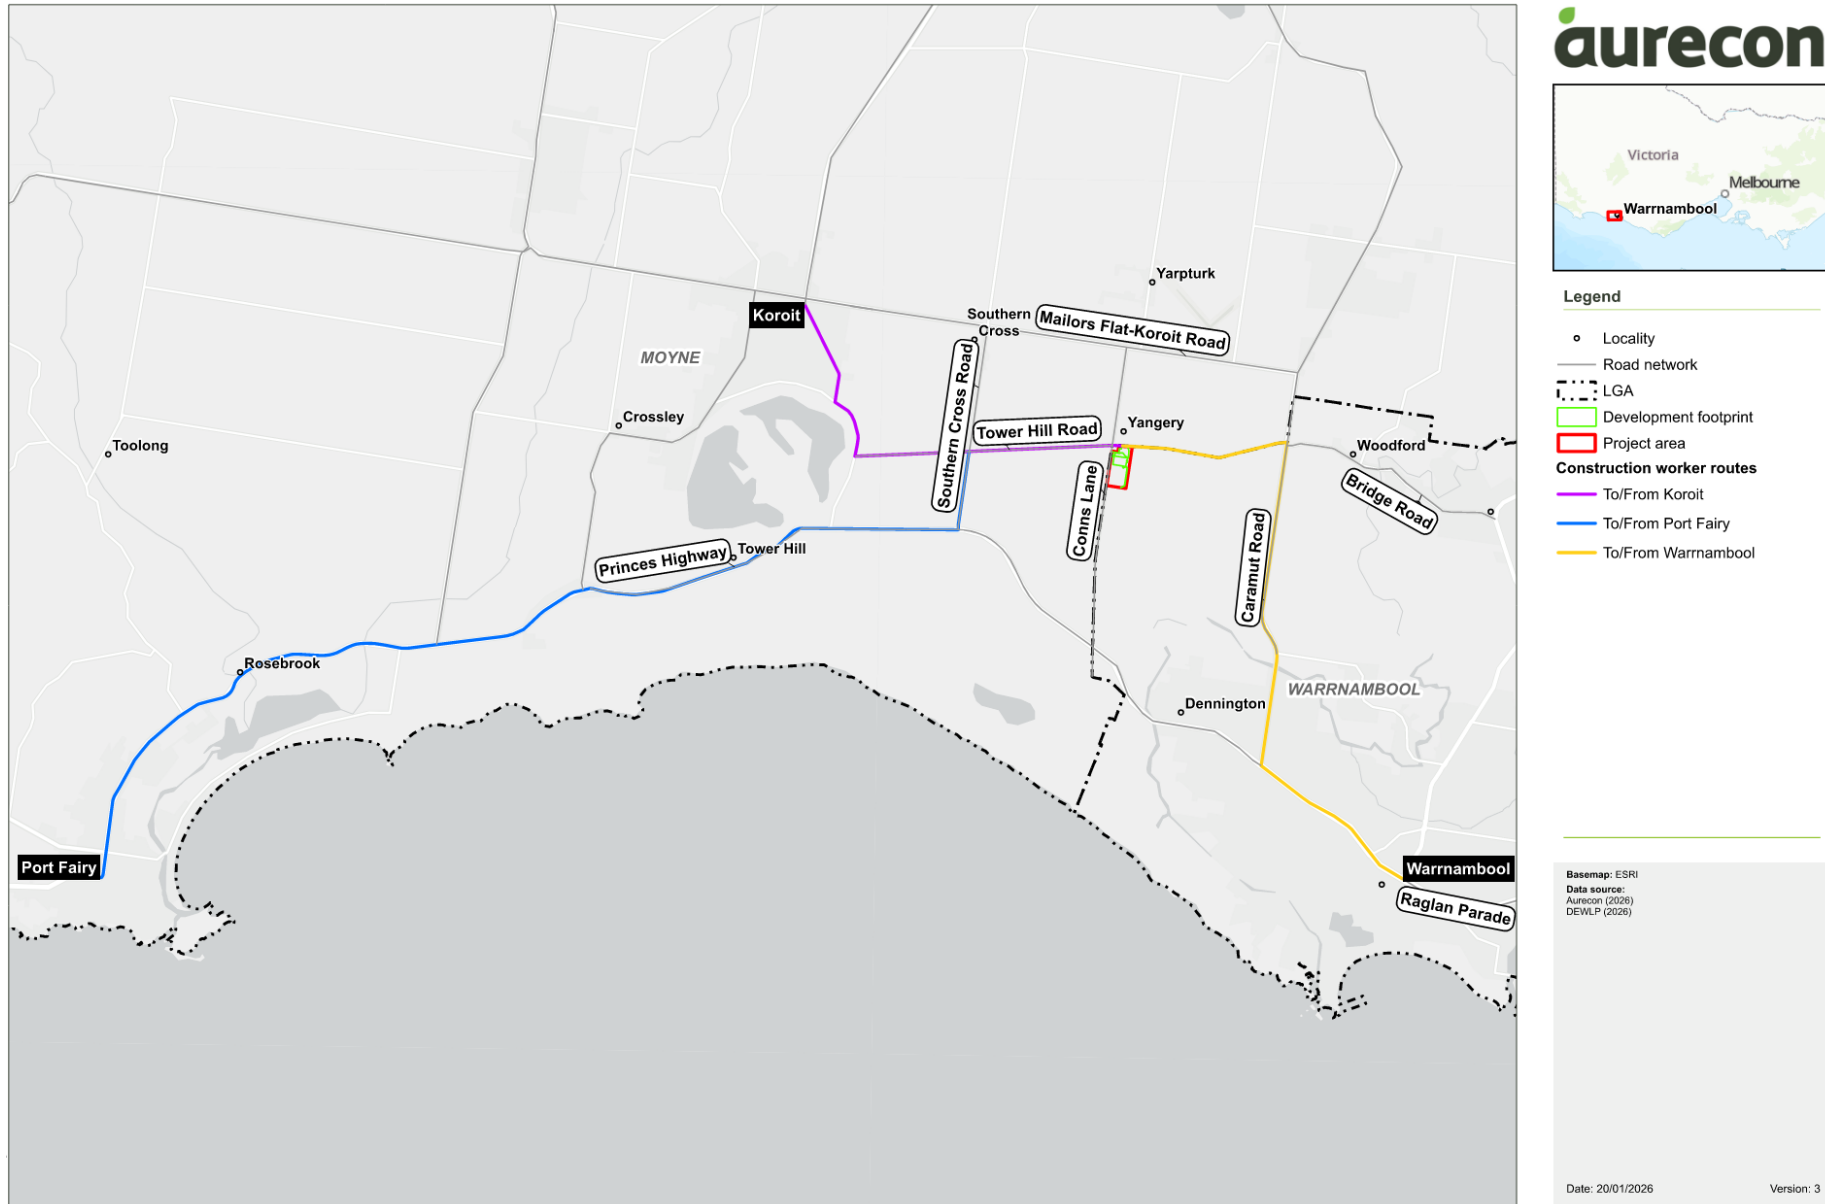 aurecon
Victoria
Melbourne
Warrnambool
Legend
Locality
Road network
LGA
Development footprint
Project area
Construction worker routes
To/From Koroit
To/From Port Fairy
To/From Warrnambool
Basemap: ESRI
Data source:
Aurecon (2026)
DEWLP (2026)
Date: 20/01/2026
Version: 3
Yarpturk
Koroit
Southern
Cross
Mailors Flat-Koroit Road
MOYNE
Southern Cross Road
Crossley
Tower Hill Road
Yangery
Toolong
Woodford
Conns Lane
Bridge Road
Caramut Road
Princes Highway
Tower Hill
Rosebrook
WARRNAMBOOL
Dennington
Port Fairy
Warrnambool
Raglan Parade